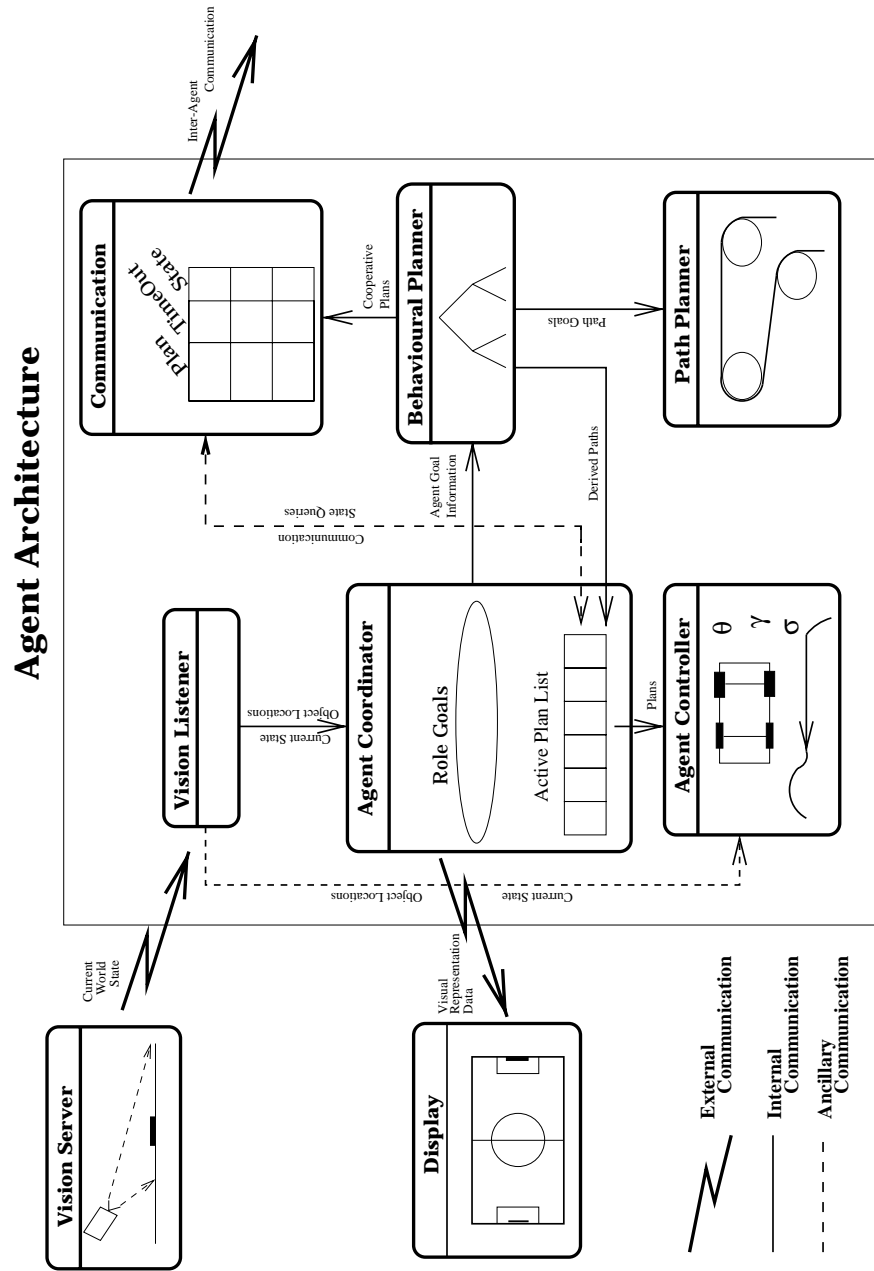 Agent Architecture
Vision Server
Current
World
State
Vision Listener
Object Locations
Current State
Communication
Plan
TimeOut
State
Inter-Agent
Communication
Object Locations
Current State
Communication
State Queries
Cooperative
Plans
Agent Coordinator
Role Goals
Active Plan List
Agent Goal
Information
Behavioural Planner
Display
Visual
Representation
Data
Derived Paths
Path Goals
Plans
Agent Controller
θ
γ
σ
Path Planner
External
Communication
Internal
Communication
Ancillary
Communication